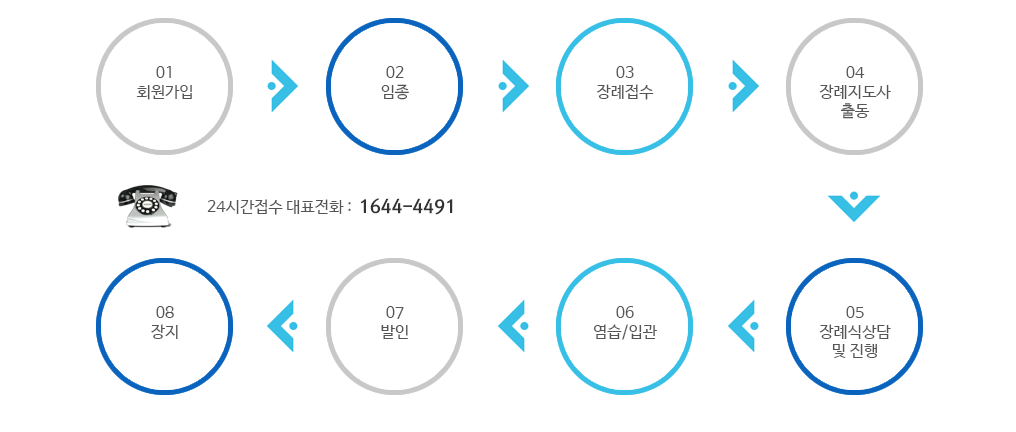 01
회원가입
02
임종
03
장례접수
04
장례지도사
출동
24시간접수 대표전화 : 1644-4491
08
장지
07
발인
06
염습/입관
05
장례식상담
및 진행